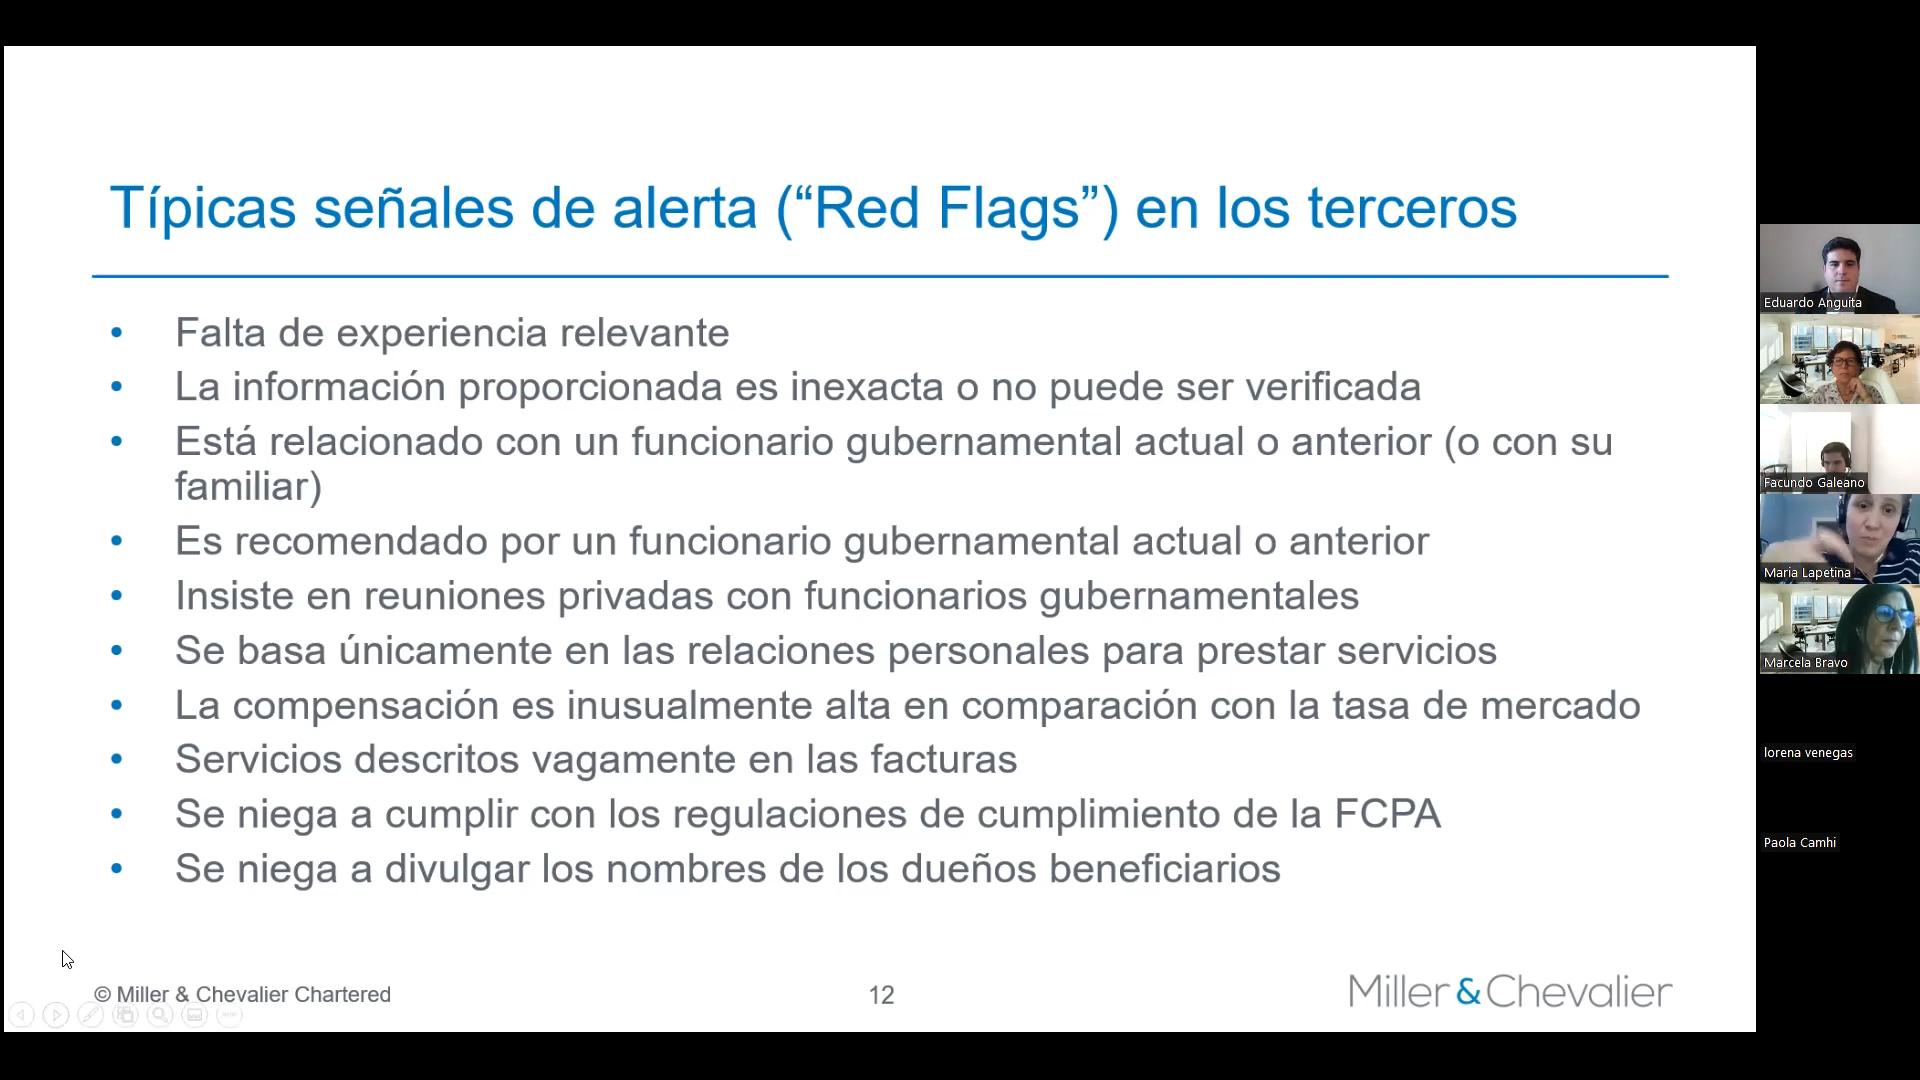 Típicas señales de alerta (“Red Flags”) en los terceros
• Falta de experiencia relevante
• La información proporcionada es inexacta o no puede ser verificada
• Está relacionado con un funcionario gubernamental actual o anterior (o con su
familiar)
• Es recomendado por un funcionario gubernamental actual o anterior
• Insiste en reuniones privadas con funcionarios gubernamentales
• Se basa únicamente en las relaciones personales para prestar servicios
• La compensación es inusualmente alta en comparación con la tasa de mercado
• Servicios descritos vagamente en las facturas
• Se niega a cumplir con los regulaciones de cumplimiento de la FCPA
• Se niega a divulgar los nombres de los dueños beneficiarios
© Miller & Chevalier Chartered
12
Miller & Chevalier
Eduardo Anguita
Facundo Galeano
Maria Lapetina
Marcela Bravo
lorena venegas
Paola Camhi